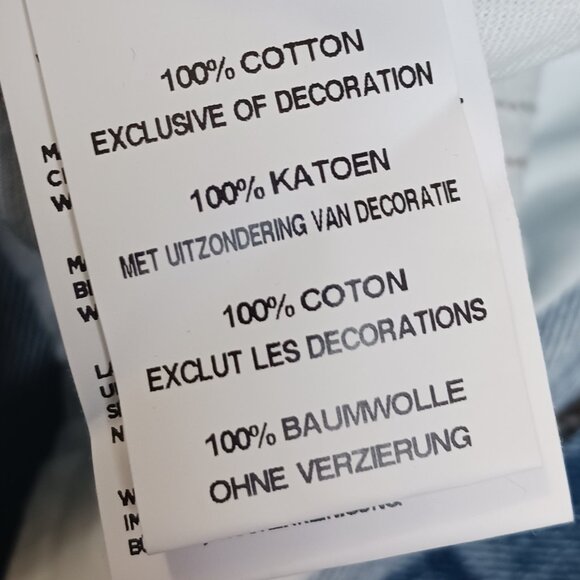 100% COTTON
EXCLUSIVE OF DECORATION
100% KATOEN
MET UITZONDERING VAN DECORATIE
100% COTON
EXCLUT LES DECORATIONS
100% BAUMWOLLE
OHNE VERZIERUNG